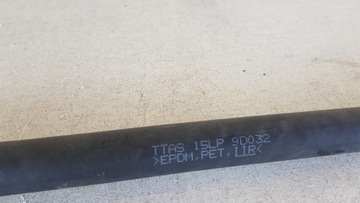 TTAS 15LP 9D032
>EPDM, PET, IIR<